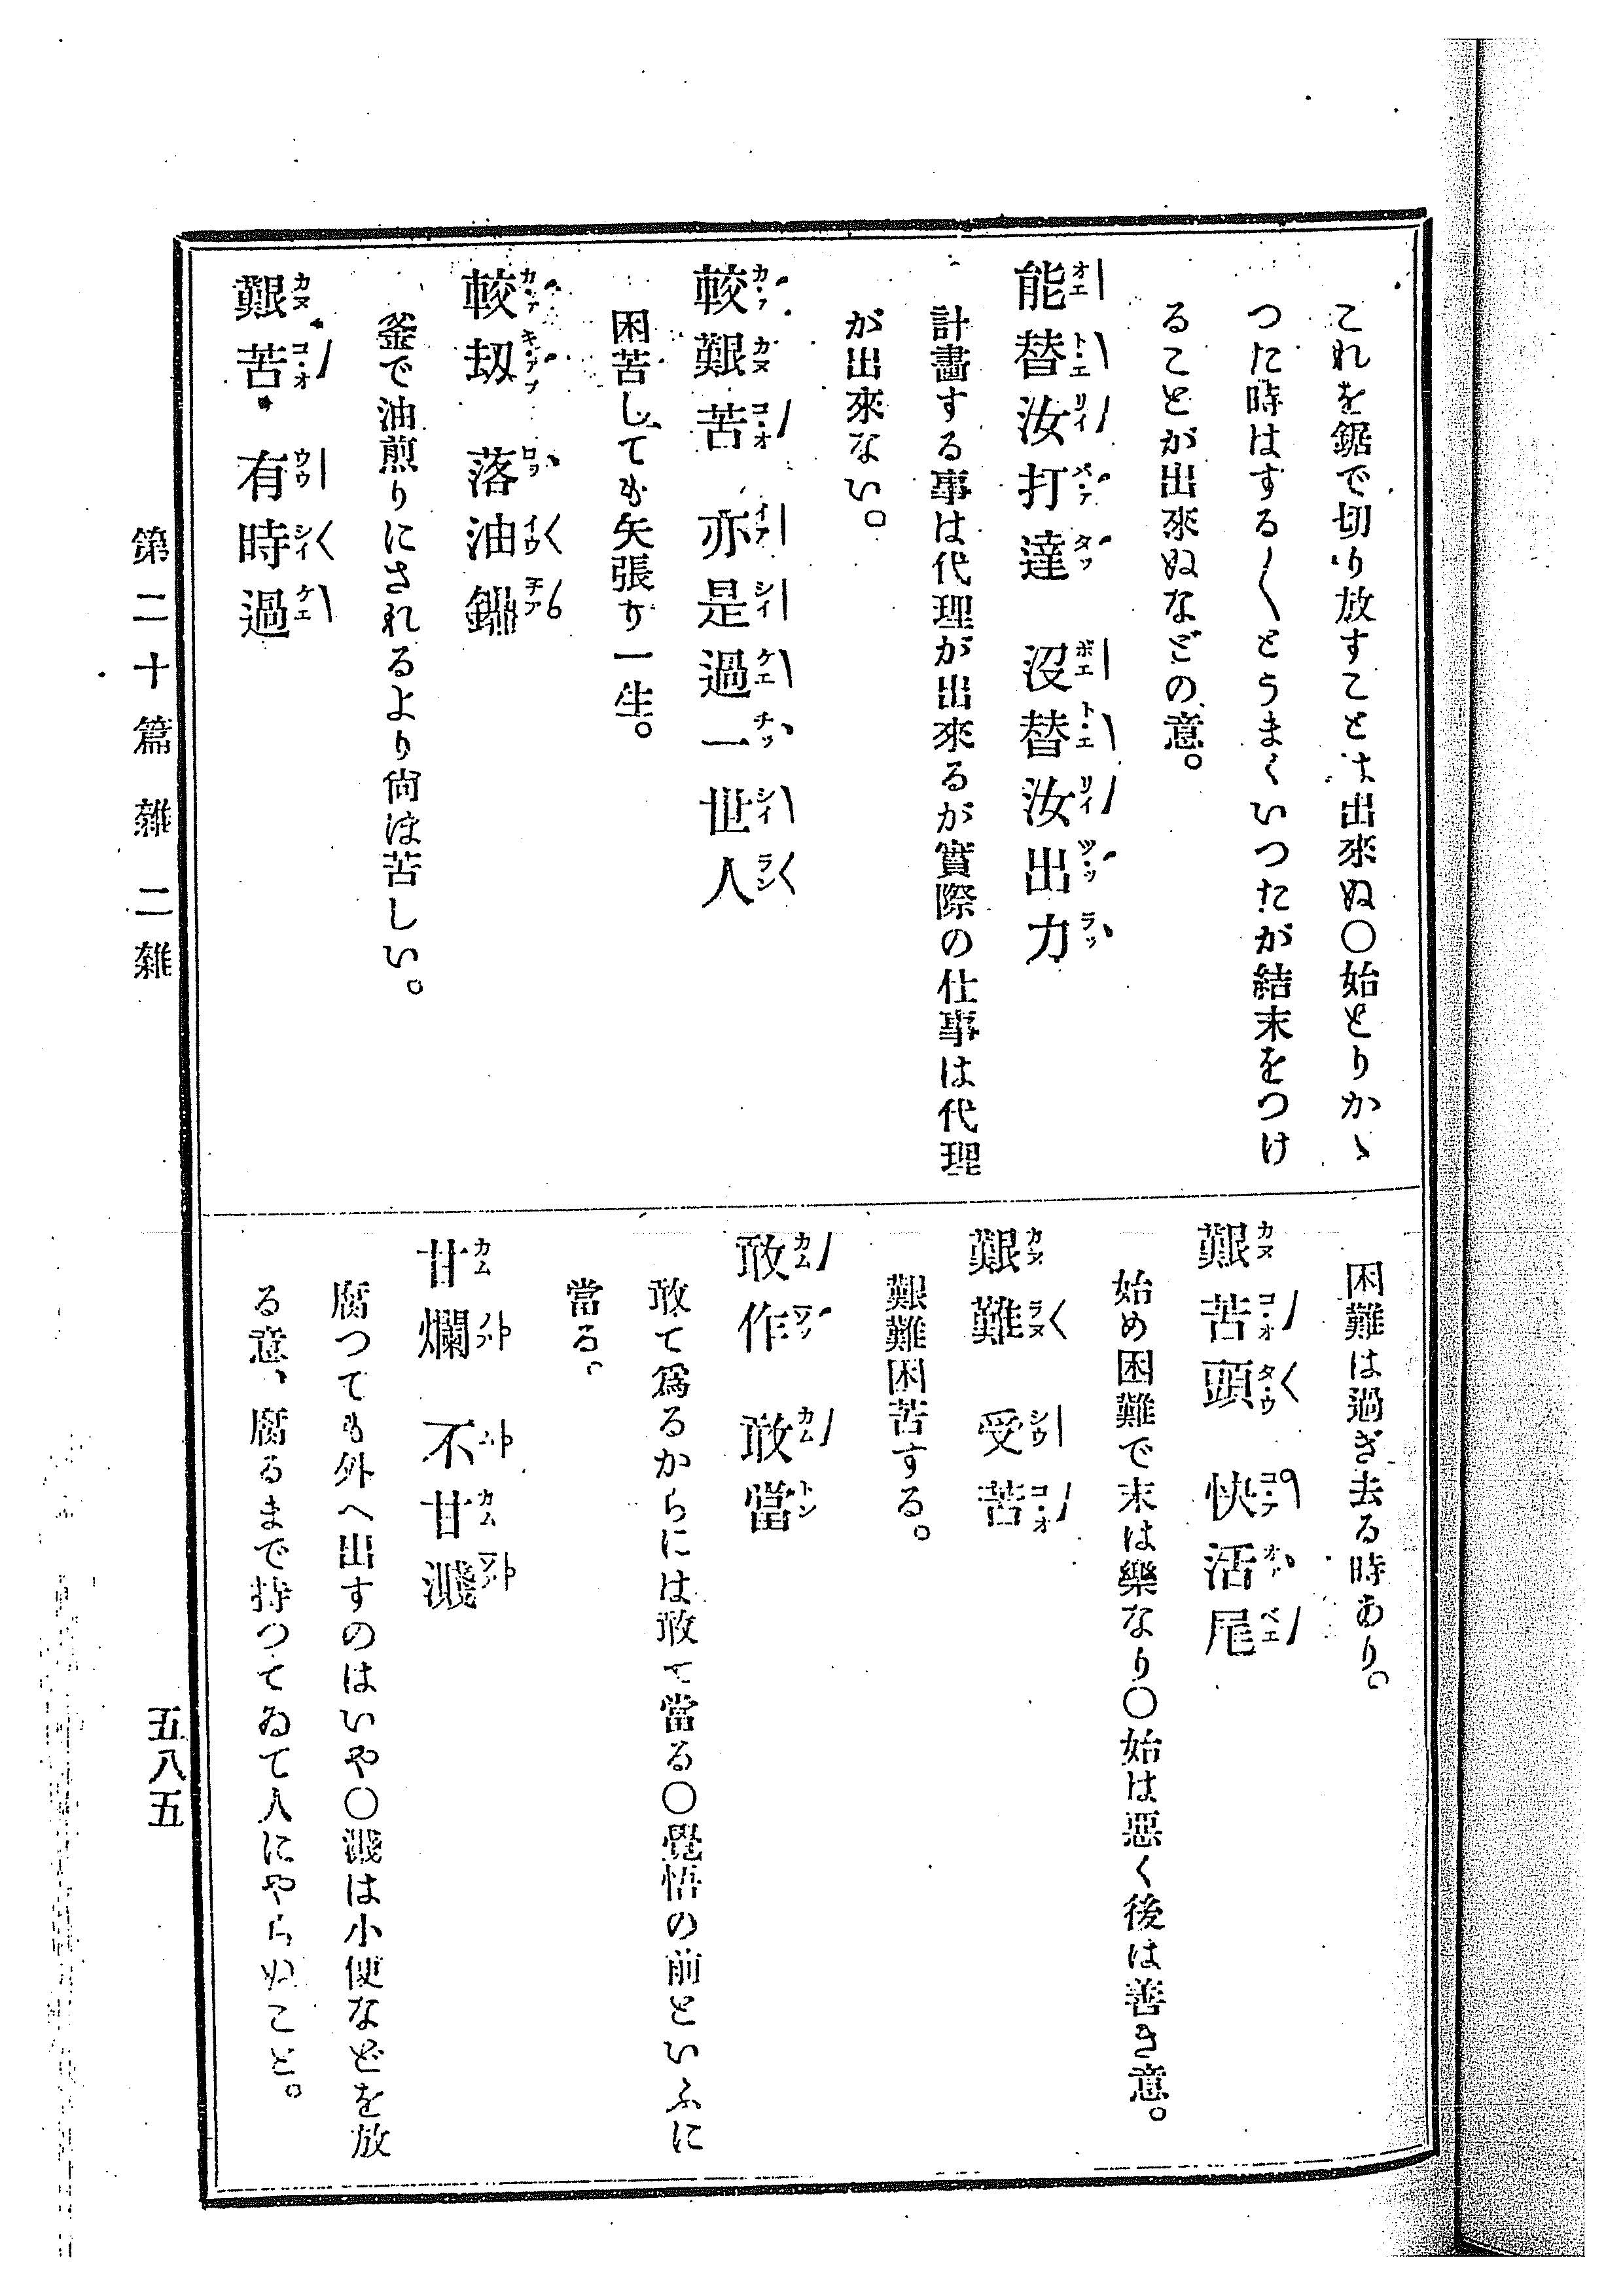 これを鋸で切り放すことは出來ぬ〇始とりかゝ
つた時はする〱とうまくいつたが結末をつけ
ることが出來ぬなどの意。
能替汝打達 沒替汝出力
計畫する事は代理が出來るが實際の仕事は代理
が出來ない。
較艱苦 亦是過一世人
困苦しても矢張り一生。
較刼 落油鼎
釜で油煎りにされるより尙ほ苦しい。
艱苦 有時過
困難は過ぎ去る時あり。
艱苦頭 快活尾
始め困難で末は樂なり〇始は惡く後は善き意。
艱難 受苦
艱難困苦する。
敢作 敢當
敢て爲るからには敢て當る〇覺悟の前といふに
當る。
甘爛 不甘濺
腐つても外へ出すのはいや〇濺は小便などを放
る意、腐るまで持つてゐて人にやらぬこと。
第二十篇 雜 二雜
五八五